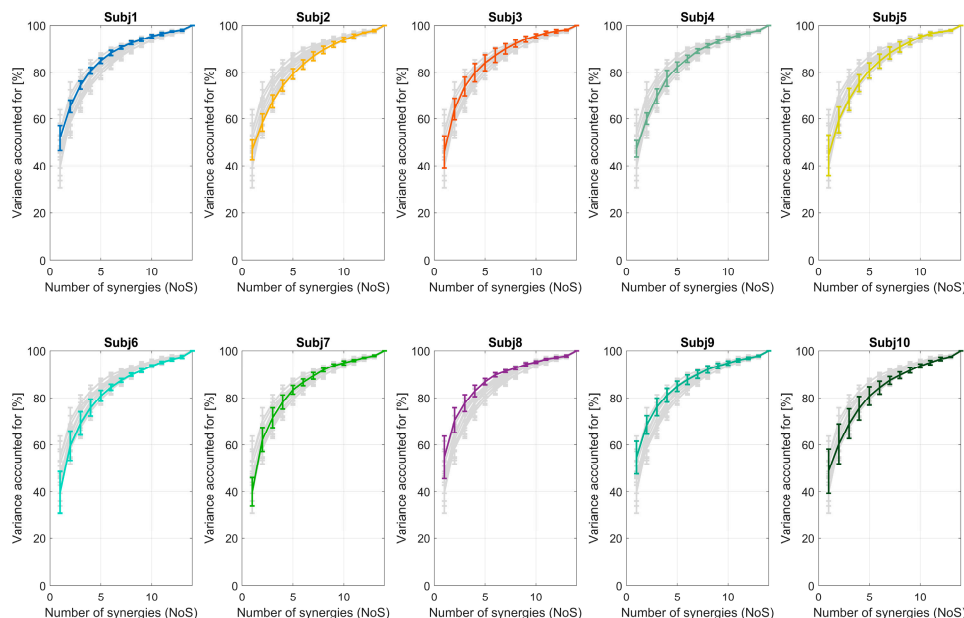 Subj1 Subj2 Subj3 Subj4 Subj5
Variance accounted for [%] Variance accounted for [%] Variance accounted for [%] Variance accounted for [%] Variance accounted for [%]
100 100 100 100 100
80 80 80 80 80
60 60 60 60 60
40 40 40 40 40
20 20 20 20 20
0 0 0 0 0
0 5 10 0 5 10 0 5 10 0 5 10 0 5 10
Number of synergies (NoS) Number of synergies (NoS) Number of synergies (NoS) Number of synergies (NoS) Number of synergies (NoS)
Subj6 Subj7 Subj8 Subj9 Subj10
Variance accounted for [%] Variance accounted for [%] Variance accounted for [%] Variance accounted for [%] Variance accounted for [%]
100 100 100 100 100
80 80 80 80 80
60 60 60 60 60
40 40 40 40 40
20 20 20 20 20
0 0 0 0 0
0 5 10 0 5 10 0 5 10 0 5 10 0 5 10
Number of synergies (NoS) Number of synergies (NoS) Number of synergies (NoS) Number of synergies (NoS) Number of synergies (NoS)